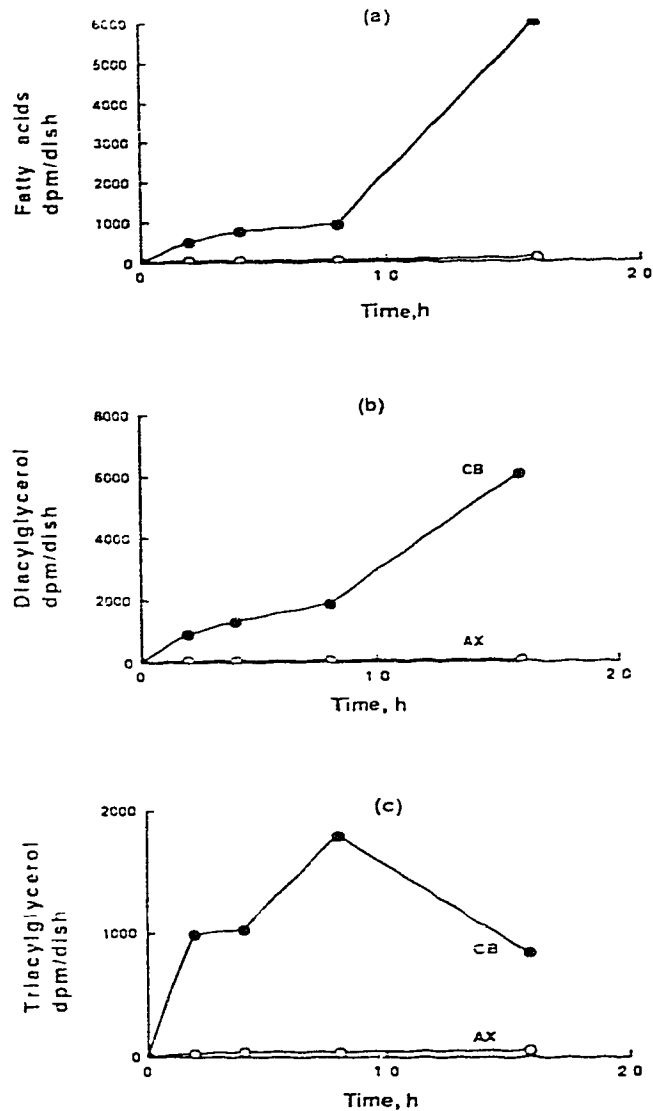 (a)
6000
5000
4000
3000
2000
1000
0
Fatty acids
dpm/dish
0
1 0
2 0
Time,h
(b)
8000
6000
4000
2000
0
Diacylglycerol
dpm/dish
CB
AX
0
1 0
2 0
Time, h
(c)
2000
1000
0
Triacylglycerol
dpm/dish
CB
AX
0
1 0
2 0
Time, h